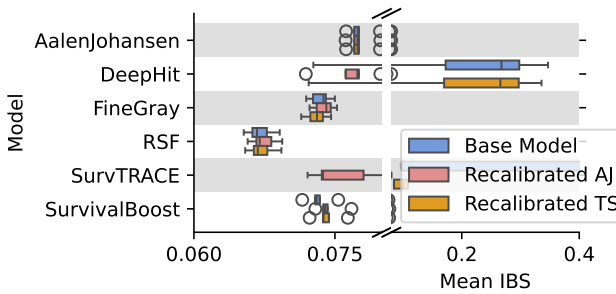 Model
AalenJohansen
DeepHit
FineGray
RSF
SurvTRACE
SurvivalBoost
Base Model
Recalibrated AJ
Recalibrated TS
0.060
0.075
0.2
0.4
Mean IBS